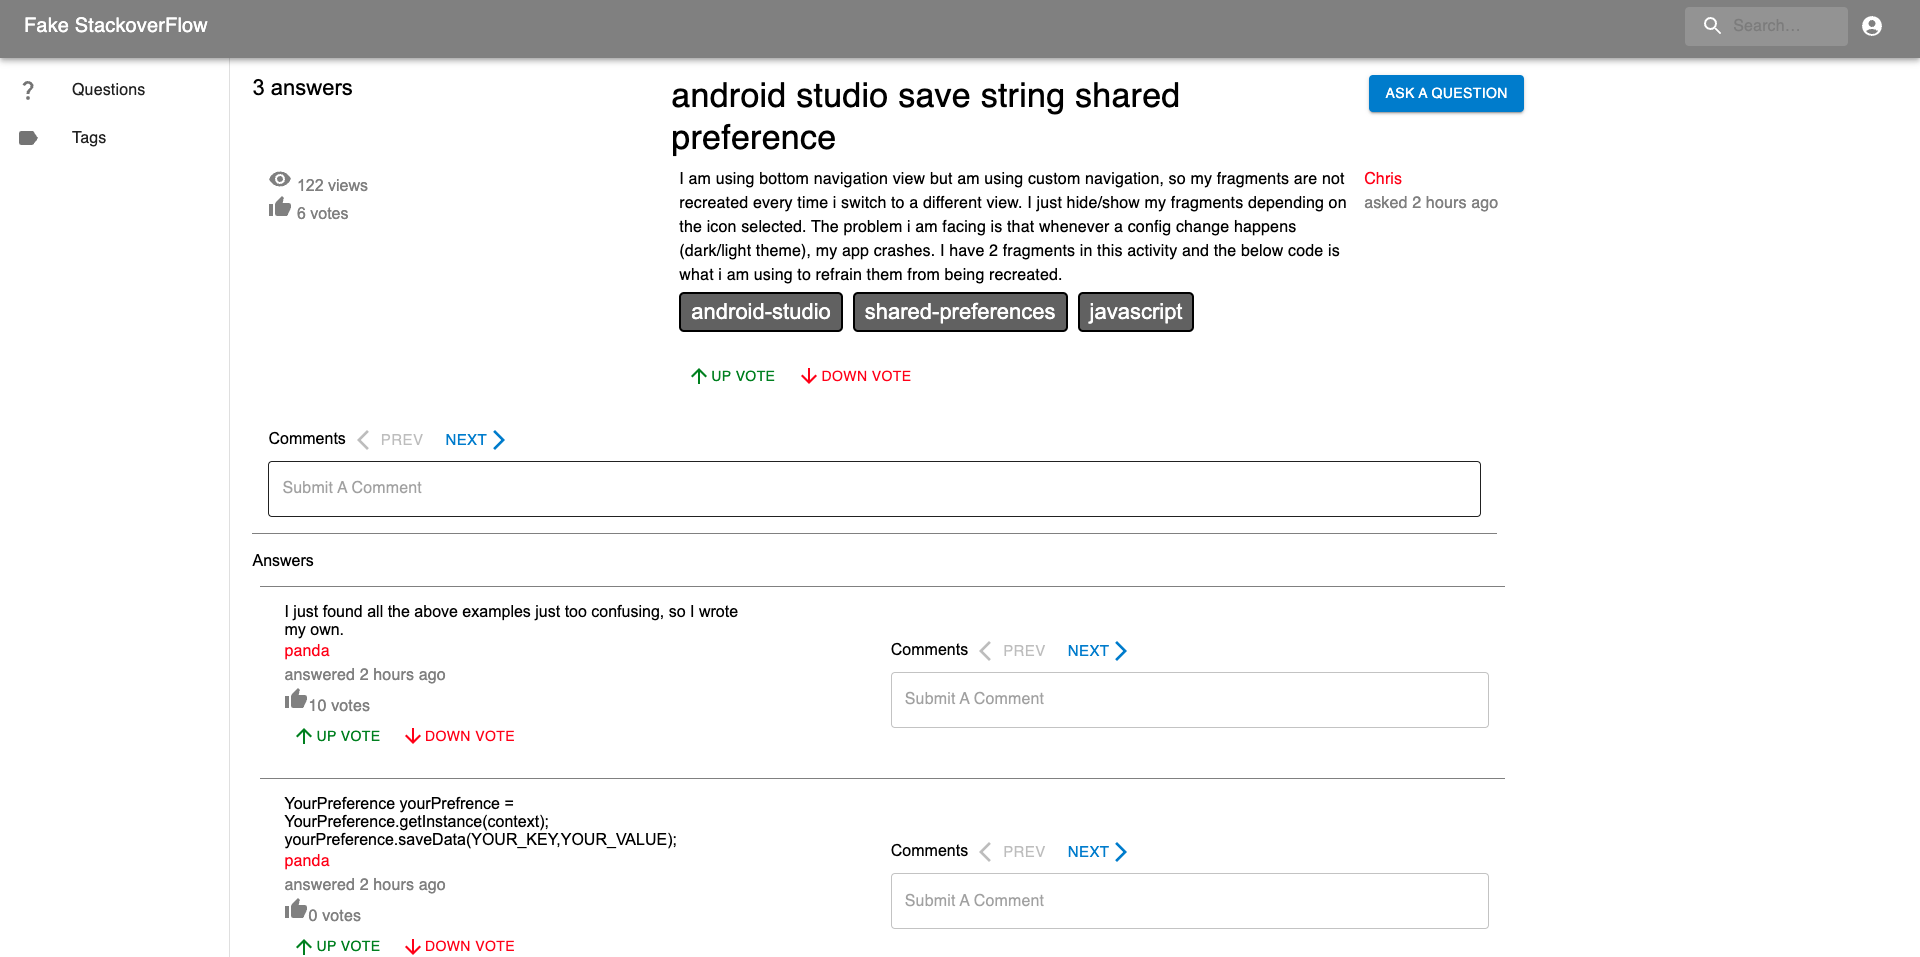 Fake StackoverFlow
Search...
Questions
Tags
3 answers
android studio save string shared
preference
ASK A QUESTION
122 views
6 votes
I am using bottom navigation view but am using custom navigation, so my fragments are not
recreated every time i switch to a different view. I just hide/show my fragments depending on
the icon selected. The problem i am facing is that whenever a config change happens
(dark/light theme), my app crashes. I have 2 fragments in this activity and the below code is
what i am using to refrain them from being recreated.
Chris
asked 2 hours ago
android-studio shared-preferences javascript
UP VOTE DOWN VOTE
Comments PREV NEXT
Submit A Comment
Answers
I just found all the above examples just too confusing, so I wrote
my own.
panda
answered 2 hours ago
10 votes
UP VOTE DOWN VOTE
Comments PREV NEXT
Submit A Comment
YourPreference yourPrefrence =
YourPreference.getInstance(context);
yourPreference.saveData(YOUR_KEY,YOUR_VALUE);
panda
answered 2 hours ago
0 votes
UP VOTE DOWN VOTE
Comments PREV NEXT
Submit A Comment